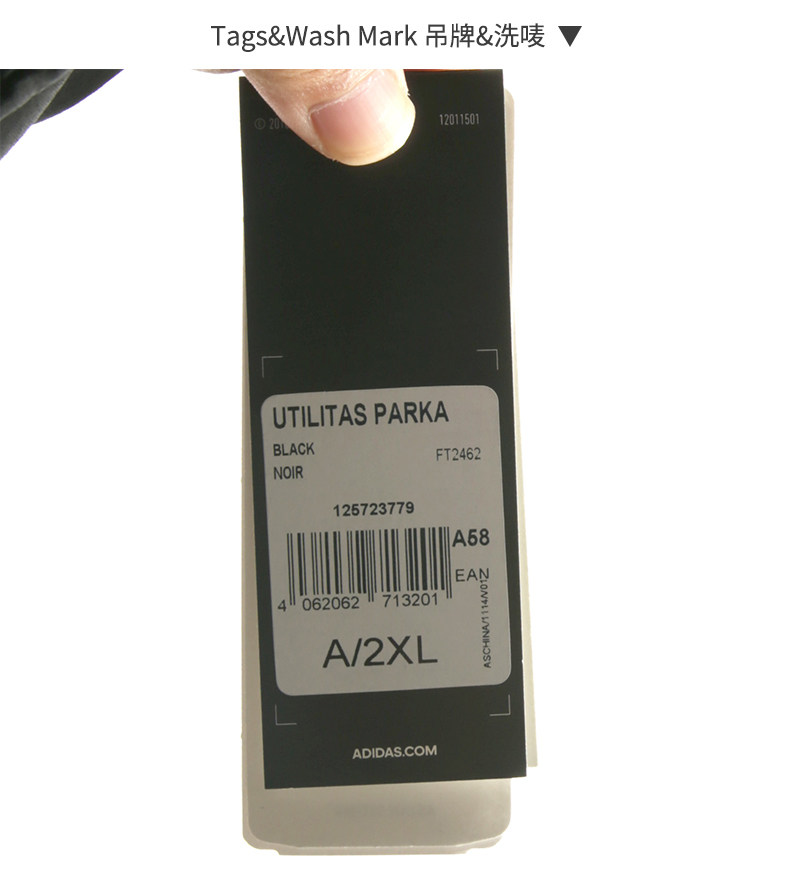 Tags&Wash Mark 吊牌&洗唛 ▼
12011501
UTILITAS PARKA
BLACK
FT2462
NOIR
125723779
A58
EAN
4 062062 713201
ASCHINA/1114/V012
A/2XL
ADIDAS.COM